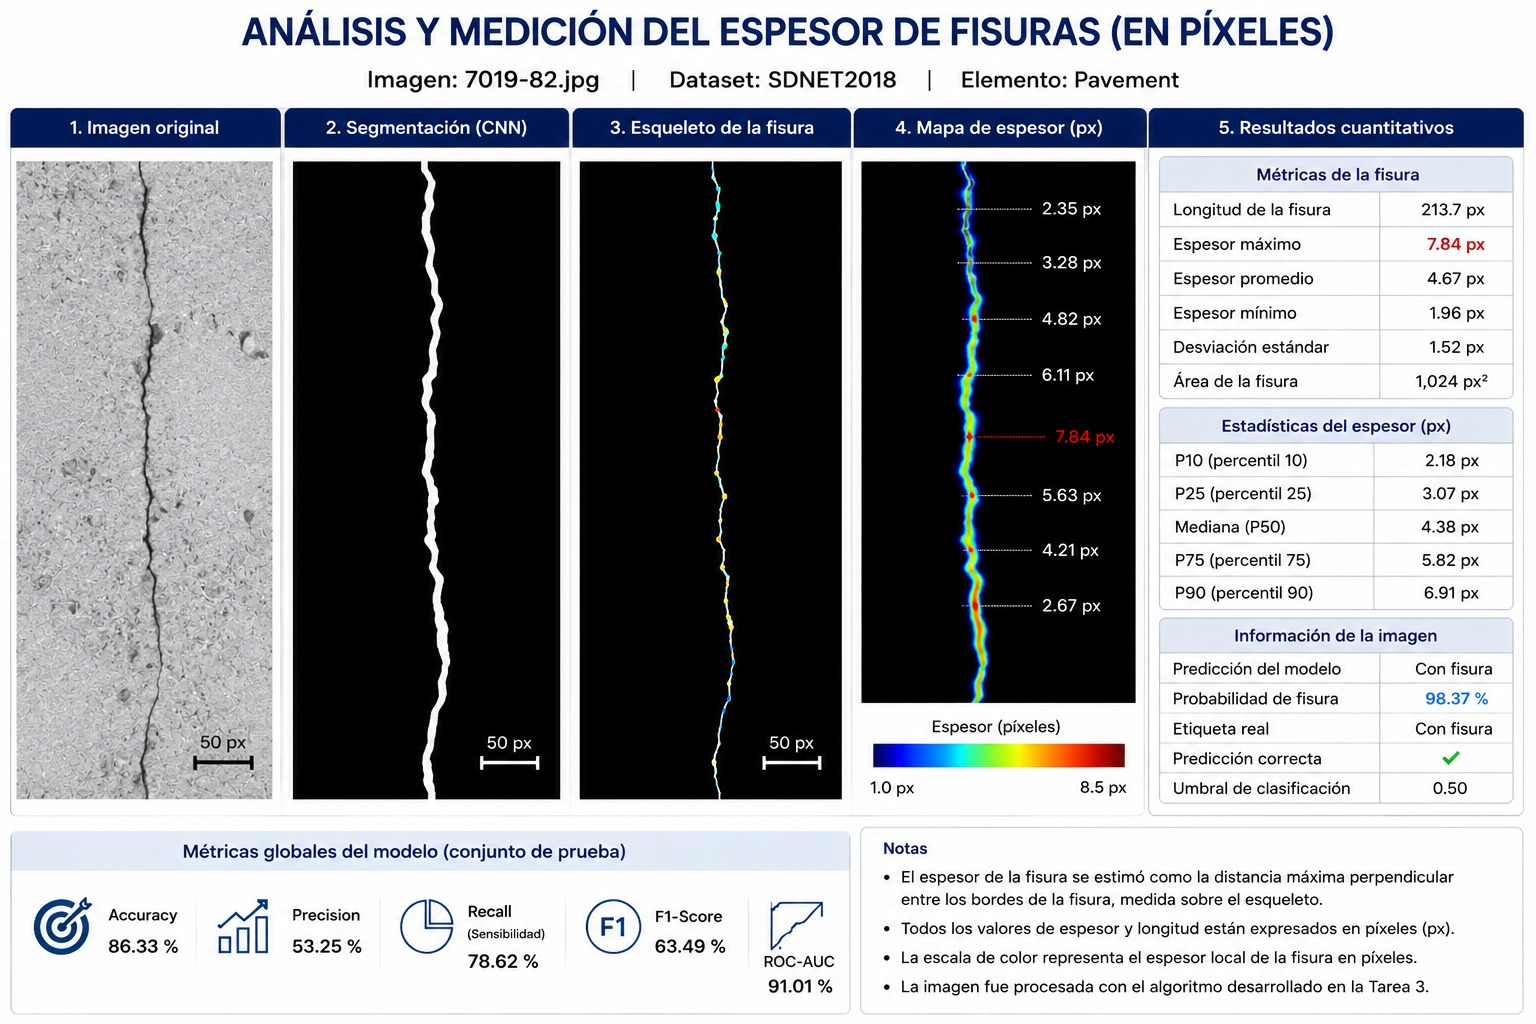 ANÁLISIS Y MEDICIÓN DEL ESPESOR DE FISURAS (EN PÍXELES)
Imagen: 7019-82.jpg | Dataset: SDNET2018 | Elemento: Pavement
1. Imagen original
50 px
2. Segmentación (CNN)
50 px
3. Esqueleto de la fisura
50 px
4. Mapa de espesor (px)
2.35 px
3.28 px
4.82 px
6.11 px
7.84 px
5.63 px
4.21 px
2.67 px
Espesor (píxeles)
1.0 px 8.5 px
5. Resultados cuantitativos
Métricas de la fisura
Longitud de la fisura 213.7 px
Espesor máximo 7.84 px
Espesor promedio 4.67 px
Espesor mínimo 1.96 px
Desviación estándar 1.52 px
Área de la fisura 1,024 px²
Estadísticas del espesor (px)
P10 (percentil 10) 2.18 px
P25 (percentil 25) 3.07 px
Mediana (P50) 4.38 px
P75 (percentil 75) 5.82 px
P90 (percentil 90) 6.91 px
Información de la imagen
Predicción del modelo Con fisura
Probabilidad de fisura 98.37 %
Etiqueta real Con fisura
Predicción correcta ✓
Umbral de clasificación 0.50
Métricas globales del modelo (conjunto de prueba)
Accuracy
86.33 %
Precision
53.25 %
Recall
(Sensibilidad)
78.62 %
F1
F1-Score
63.49 %
ROC-AUC
91.01 %
Notas
• El espesor de la fisura se estimó como la distancia máxima perpendicular
entre los bordes de la fisura, medida sobre el esqueleto.
• Todos los valores de espesor y longitud están expresados en píxeles (px).
• La escala de color representa el espesor local de la fisura en píxeles.
• La imagen fue procesada con el algoritmo desarrollado en la Tarea 3.